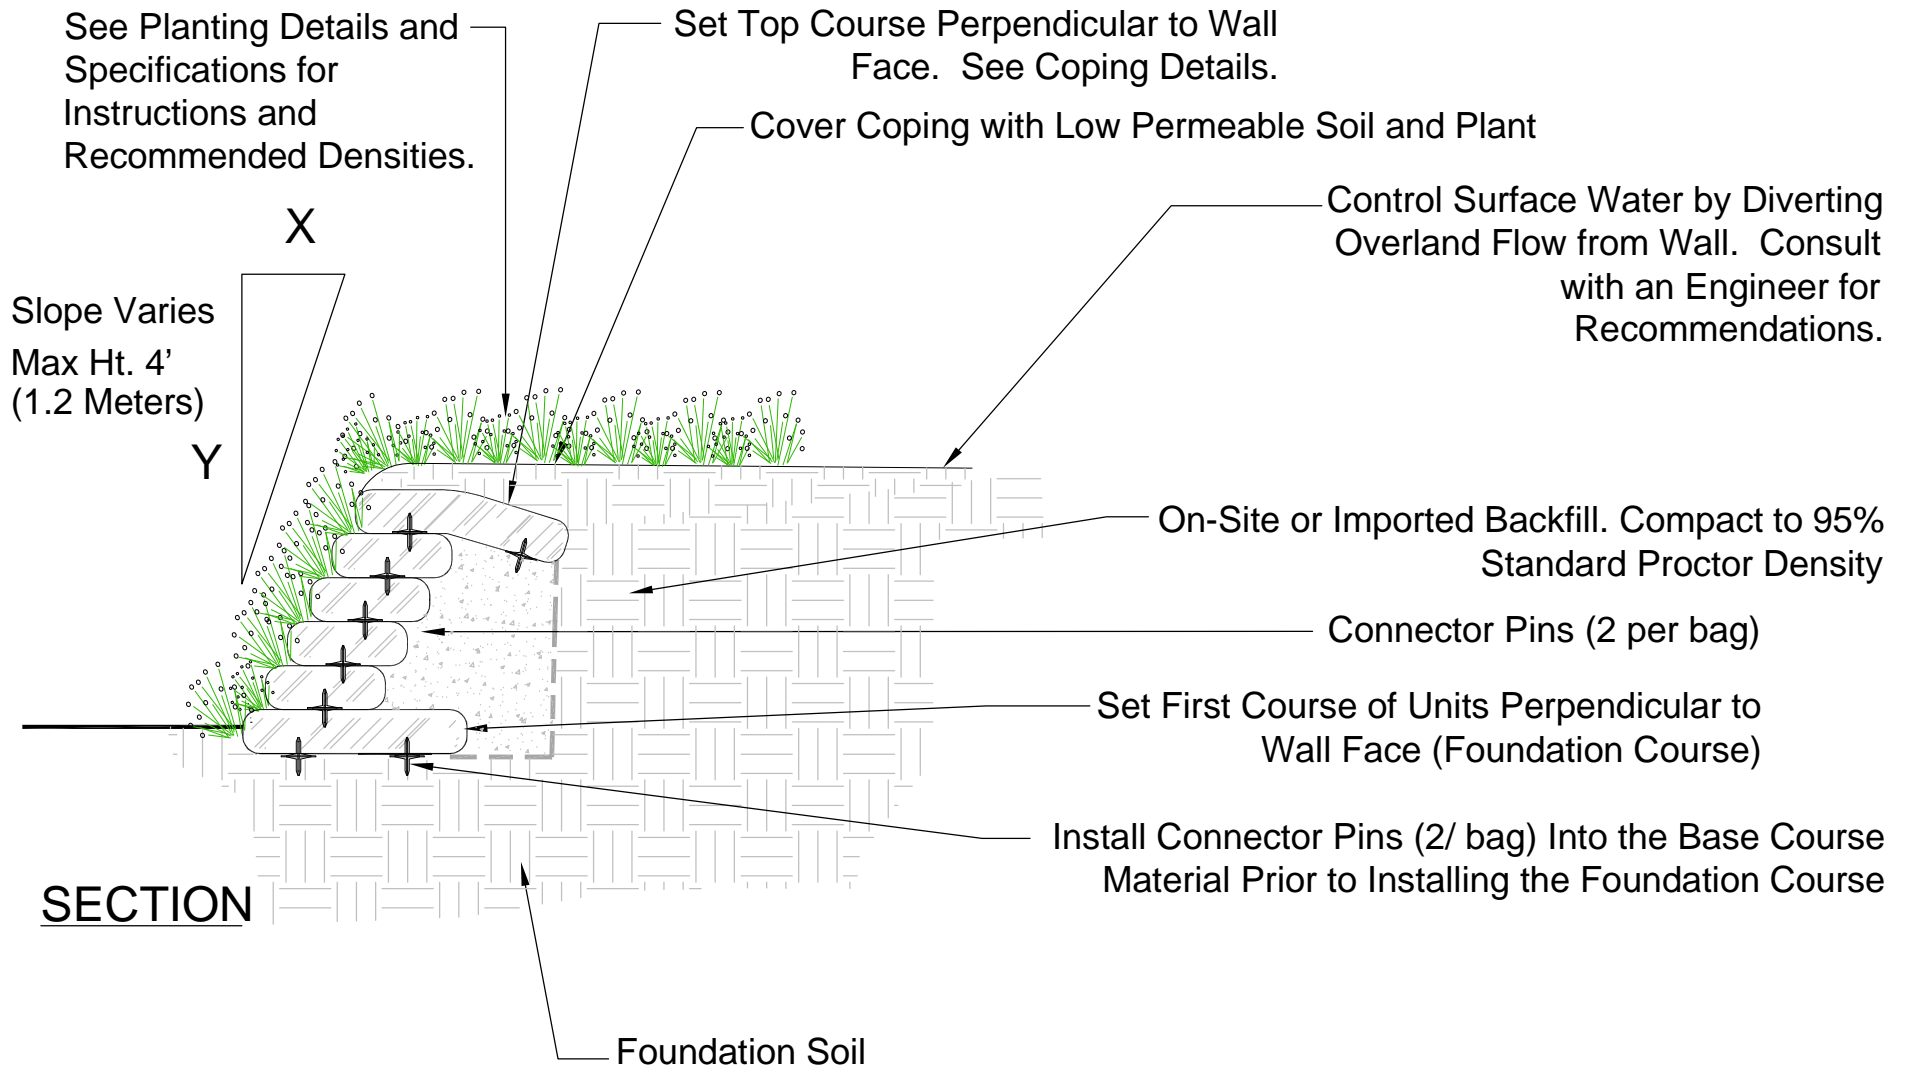 See Planting Details and
Specifications for
Instructions and
Recommended Densities.
Set Top Course Perpendicular to Wall
Face.  See Coping Details.
Cover Coping with Low Permeable Soil and Plant
Control Surface Water by Diverting
Overland Flow from Wall.  Consult
with an Engineer for
Recommendations.
X
Slope Varies
Max Ht. 4’
(1.2 Meters)
Y
On-Site or Imported Backfill. Compact to 95%
Standard Proctor Density
Connector Pins (2 per bag)
Set First Course of Units Perpendicular to
Wall Face (Foundation Course)
Install Connector Pins (2/ bag) Into the Base Course
Material Prior to Installing the Foundation Course
SECTION
Foundation Soil